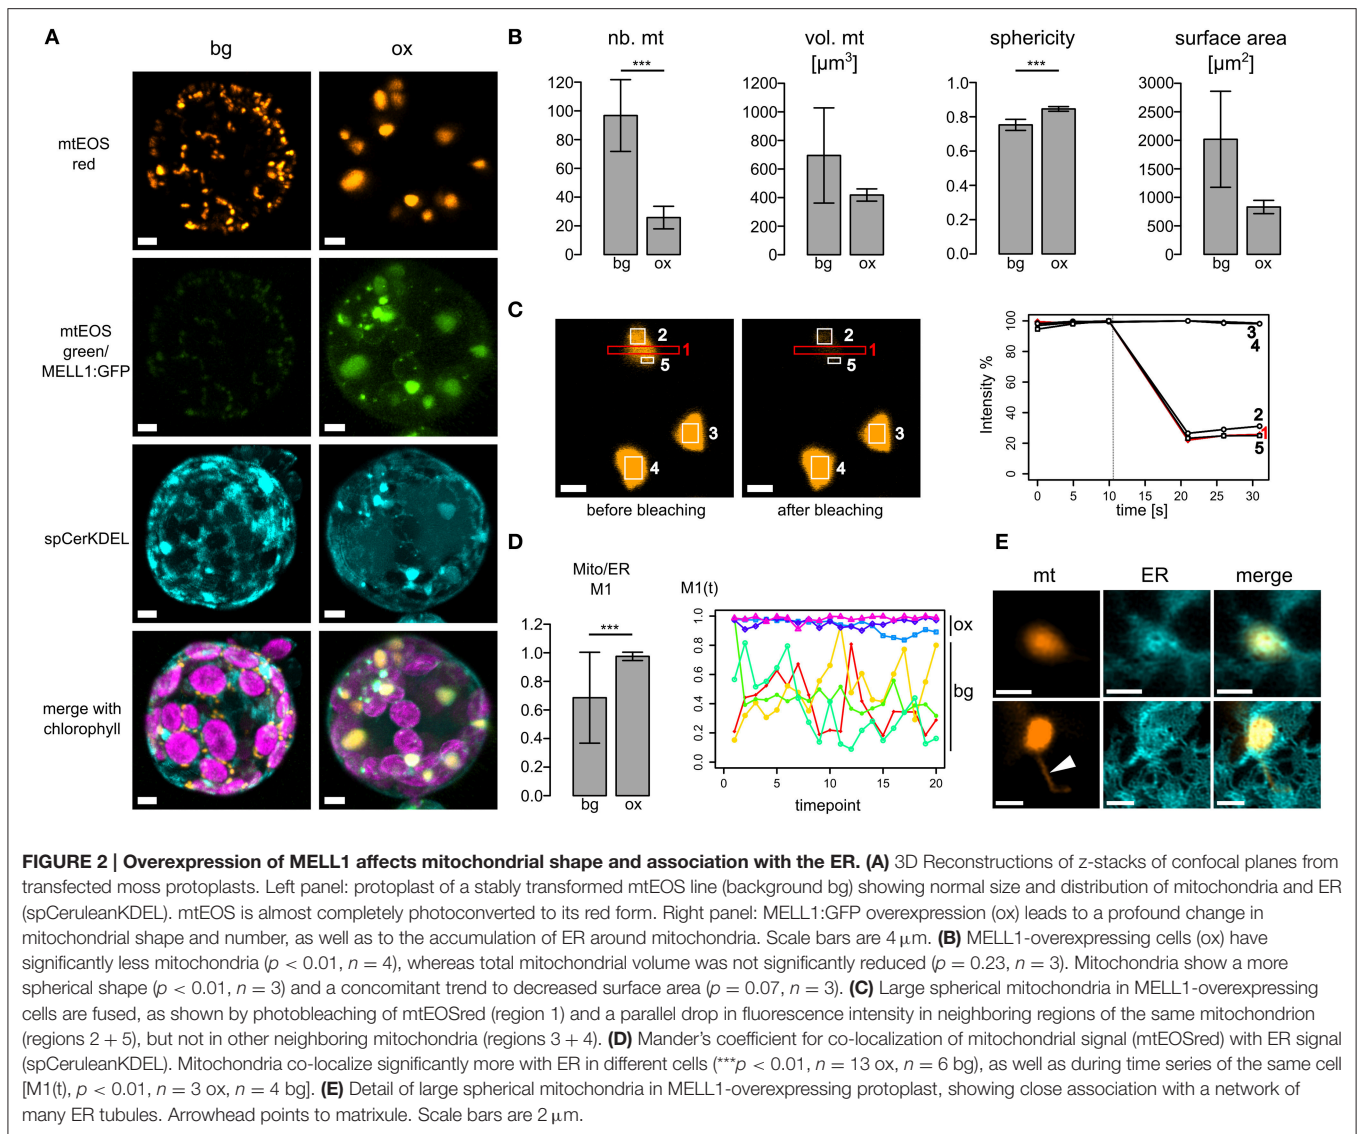 A
bg
ox
mtEOS
red
mtEOS
green/
MELL1:GFP
spCerKDEL
merge with
chlorophyll
B
nb. mt
***
120
100
80
60
40
20
0
bg
ox
vol. mt
[µm³]
1200
1000
800
600
400
200
0
bg
ox
sphericity
***
1.0
0.8
0.6
0.4
0.2
0.0
bg
ox
surface area
[µm²]
3000
2500
2000
1500
1000
500
0
bg
ox
C
2
1
5
3
4
before bleaching
2
1
5
3
4
after bleaching
Intensity %
100
80
60
40
20
0
3
4
2
1
5
0
5
10
15
20
25
30
time [s]
D
Mito/ER
M1
***
1.2
1.0
0.8
0.6
0.4
0.2
0.0
bg
ox
M1(t)
1.0
0.8
0.6
0.4
0.2
0.0
ox
bg
0
5
10
15
20
timepoint
E
mt
ER
merge
FIGURE 2 | Overexpression of MELL1 affects mitochondrial shape and association with the ER. (A) 3D Reconstructions of z-stacks of confocal planes from
transfected moss protoplasts. Left panel: protoplast of a stably transformed mtEOS line (background bg) showing normal size and distribution of mitochondria and ER
(spCeruleanKDEL). mtEOS is almost completely photoconverted to its red form. Right panel: MELL1:GFP overexpression (ox) leads to a profound change in
mitochondrial shape and number, as well as to the accumulation of ER around mitochondria. Scale bars are 4 µm. (B) MELL1-overexpressing cells (ox) have
significantly less mitochondria (p < 0.01, n = 4), whereas total mitochondrial volume was not significantly reduced (p = 0.23, n = 3). Mitochondria show a more
spherical shape (p < 0.01, n = 3) and a concomitant trend to decreased surface area (p = 0.07, n = 3). (C) Large spherical mitochondria in MELL1-overexpressing
cells are fused, as shown by photobleaching of mtEOSred (region 1) and a parallel drop in fluorescence intensity in neighboring regions of the same mitochondrion
(regions 2 + 5), but not in other neighboring mitochondria (regions 3 + 4). (D) Mander's coefficient for co-localization of mitochondrial signal (mtEOSred) with ER signal
(spCeruleanKDEL). Mitochondria co-localize significantly more with ER in different cells (***p < 0.01, n = 13 ox, n = 6 bg), as well as during time series of the same cell
[M1(t), p < 0.01, n = 3 ox, n = 4 bg]. (E) Detail of large spherical mitochondria in MELL1-overexpressing protoplast, showing close association with a network of
many ER tubules. Arrowhead points to matrixule. Scale bars are 2 µm.